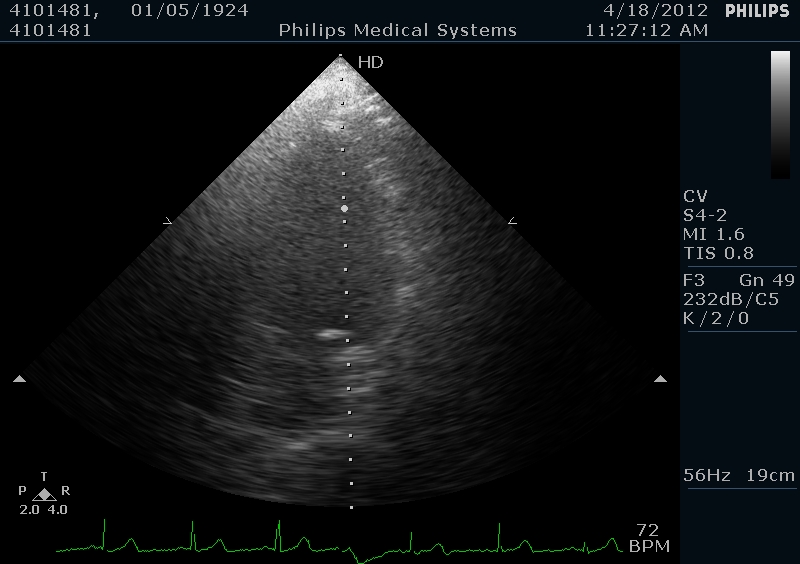 4101481, 01/05/1924 4/18/2012 PHILIPS
4101481 Philips Medical Systems 11:27:12 AM
HD
CV
S4-2
MI 1.6
TIS 0.8
F3 Gn 49
232dB/C5
K/2/0
56Hz 19cm
T
P R
2.0 4.0
72
BPM